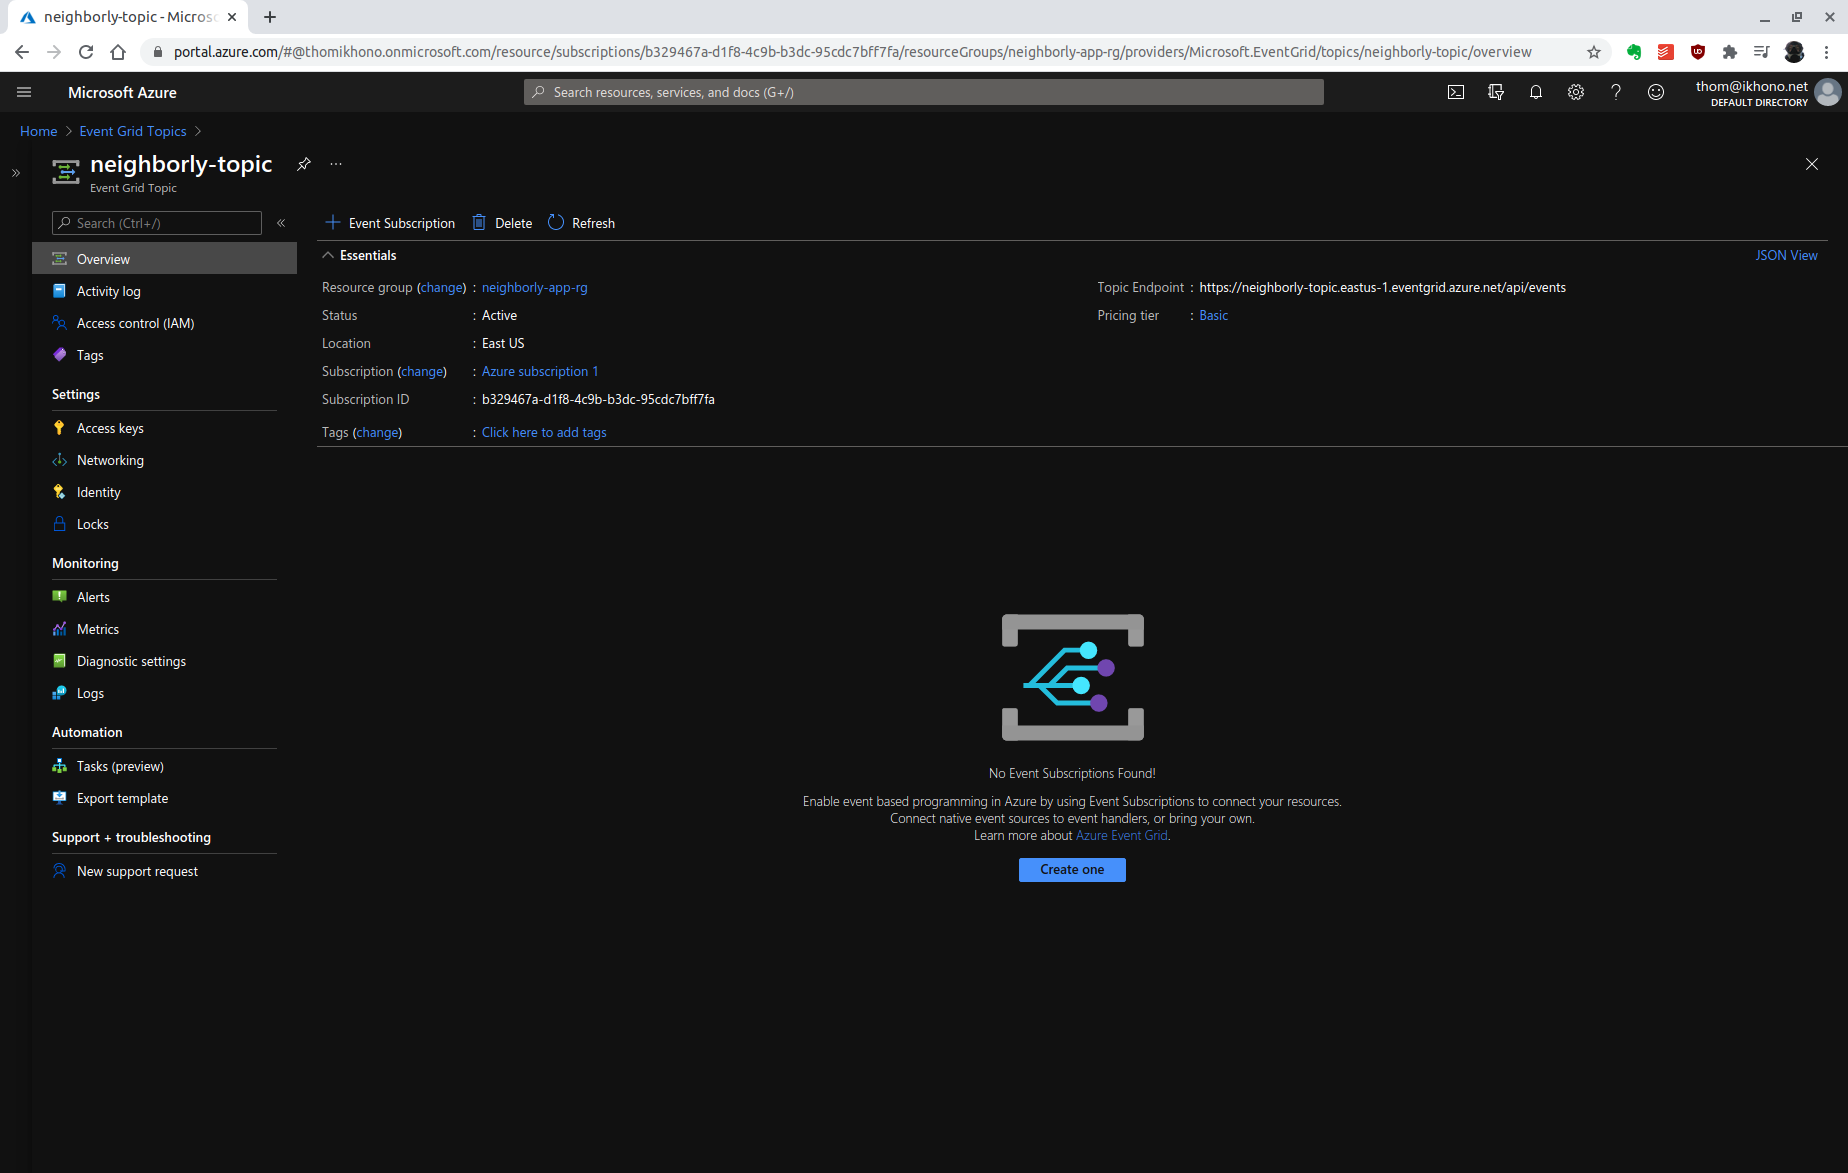 neighborly-topic - Micros
portal.azure.com/#@thomikhono.onmicrosoft.com/resource/subscriptions/b329467a-d1f8-4c9b-b3dc-95cdc7bff7fa/resourceGroups/neighborly-app-rg/providers/Microsoft.EventGrid/topics/neighborly-topic/overview
Microsoft Azure
Search resources, services, and docs (G+/)
thom@ikhono.net
DEFAULT DIRECTORY
Home > Event Grid Topics >
neighborly-topic
Event Grid Topic
Search (Ctrl+/)
Event Subscription
Delete
Refresh
Overview
Activity log
Access control (IAM)
Tags
Settings
Access keys
Networking
Identity
Locks
Monitoring
Alerts
Metrics
Diagnostic settings
Logs
Automation
Tasks (preview)
Export template
Support + troubleshooting
New support request
Essentials
JSON View
Resource group (change) : neighborly-app-rg
Status : Active
Location : East US
Subscription (change) : Azure subscription 1
Subscription ID : b329467a-d1f8-4c9b-b3dc-95cdc7bff7fa
Tags (change) : Click here to add tags
Topic Endpoint : https://neighborly-topic.eastus-1.eventgrid.azure.net/api/events
Pricing tier : Basic
No Event Subscriptions Found!
Enable event based programming in Azure by using Event Subscriptions to connect your resources.
Connect native event sources to event handlers, or bring your own.
Learn more about Azure Event Grid.
Create one